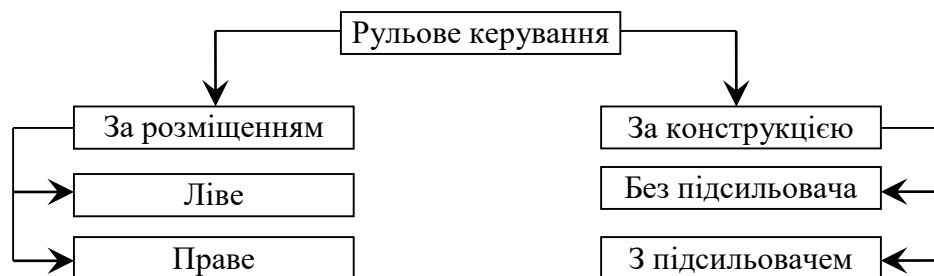 Рульове керування
За розміщенням
За конструкцією
Ліве
Без підсильовача
Праве
З підсильовачем